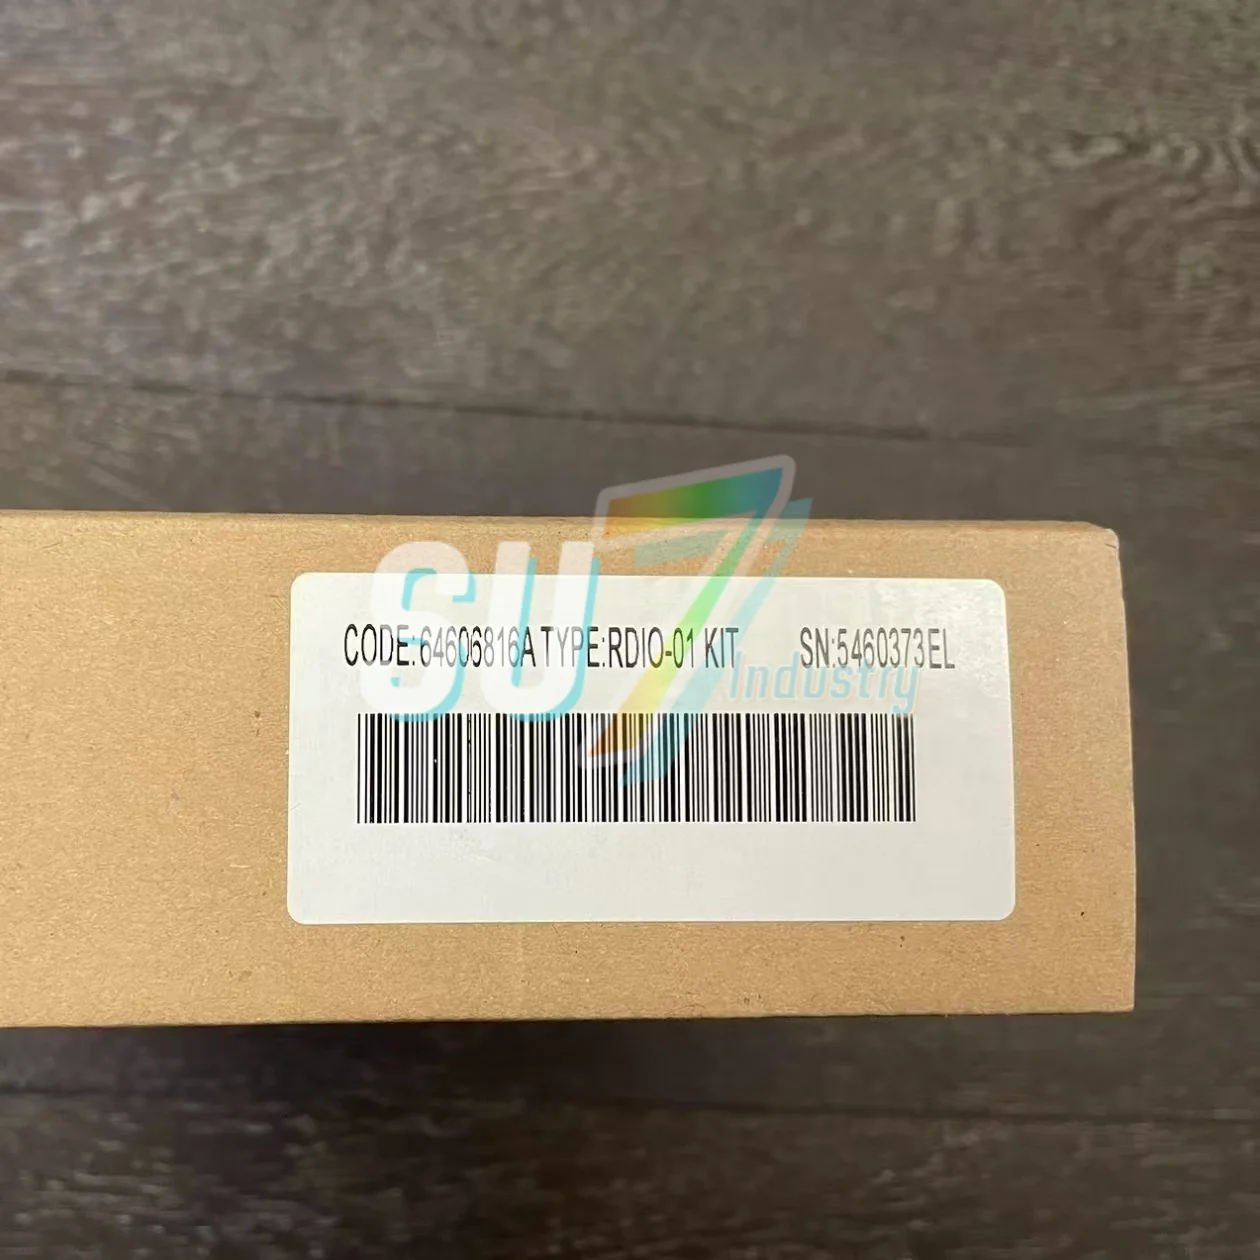 CODE:64606816A TYPE:RDIO-01 KIT SN:5460373EL
SU7
Industry